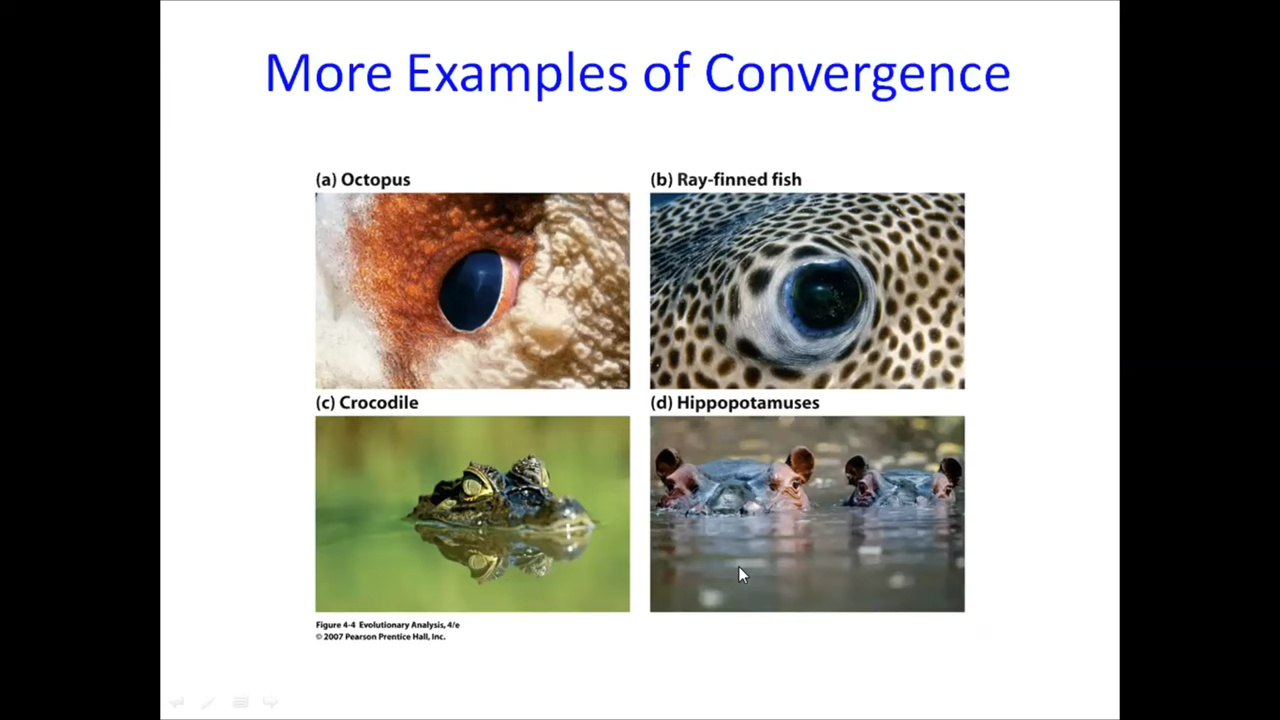 More Examples of Convergence
(a) Octopus
(b) Ray-finned fish
(c) Crocodile
(d) Hippopotamuses
Figure 4-4 Evolutionary Analysis, 4/e
© 2007 Pearson Prentice Hall, Inc.